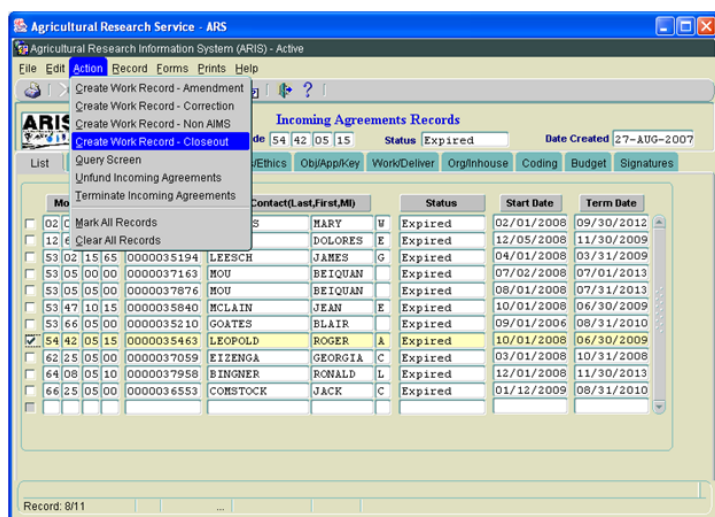 Agricultural Research Service - ARS
Agricultural Research Information System (ARIS) - Active
File Edit Action Record Forms Prints Help
Create Work Record - Amendment
Create Work Record - Correction
Create Work Record - Non AIMS
Create Work Record - Closeout
Query Screen
Unfund Incoming Agreements
Terminate Incoming Agreements
Mark All Records
Clear All Records
ARIS Incoming Agreements Records
de 54 42 05 15 Status Expired Date Created 27-AUG-2007
List /Ethics Obj/App/Key Work/Deliver Org/Inhouse Coding Budget Signatures
Mo Contact(Last,First,MI) Status Start Date Term Date
02 S MARY W Expired 02/01/2008 09/30/2012
12 DOLORES E Expired 12/05/2008 11/30/2009
53 02 15 65 0000035194 LEESCH JAMES G Expired 04/01/2008 03/31/2009
53 05 00 00 0000037163 MOU BEIQUAN Expired 07/02/2008 07/01/2013
53 05 05 00 0000037876 MOU BEIQUAN Expired 08/01/2008 07/31/2013
53 47 10 15 0000035840 MCLAIN JEAN E Expired 10/01/2008 06/30/2009
53 66 05 00 0000035210 GOATES BLAIR Expired 09/01/2006 08/31/2010
54 42 05 15 0000035463 LEOPOLD ROGER A Expired 10/01/2008 06/30/2009
62 25 05 00 0000037059 EIZENGA GEORGIA C Expired 03/01/2008 10/31/2008
64 08 05 10 0000037958 BINGNER RONALD L Expired 12/01/2008 11/30/2013
66 25 05 00 0000036553 COMSTOCK JACK C Expired 01/12/2009 08/31/2010
Record: 8/11 ...